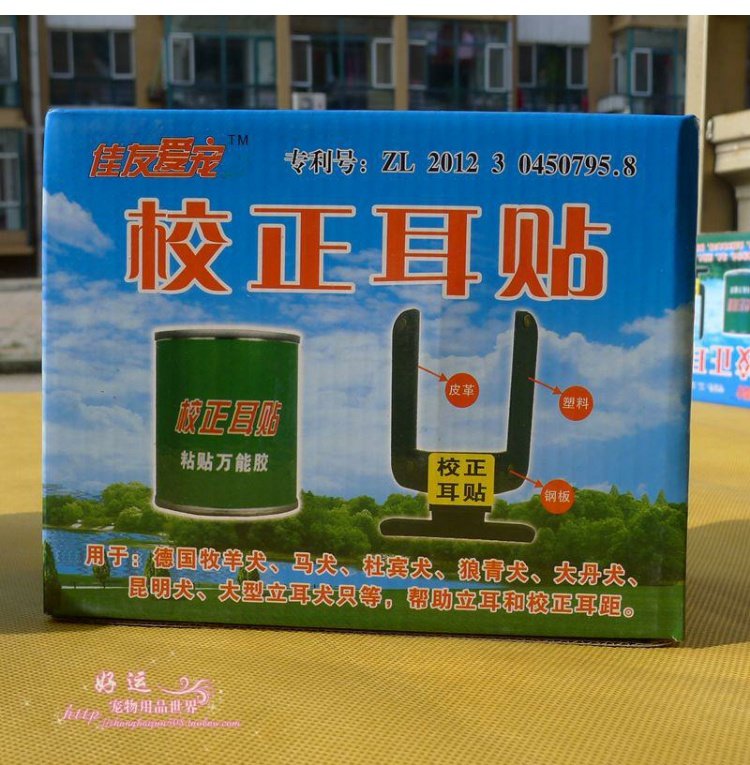 佳友爱宠 TM
专利号：ZL 2012 3 0450795.8
校正耳贴
校正耳贴
粘贴万能胶
皮革
塑料
钢板
校正
耳贴
用于：德国牧羊犬、马犬、杜宾犬、狼青犬、大丹犬、
昆明犬、大型立耳犬只等，帮助立耳和校正耳距。
好运
宠物用品世界
http